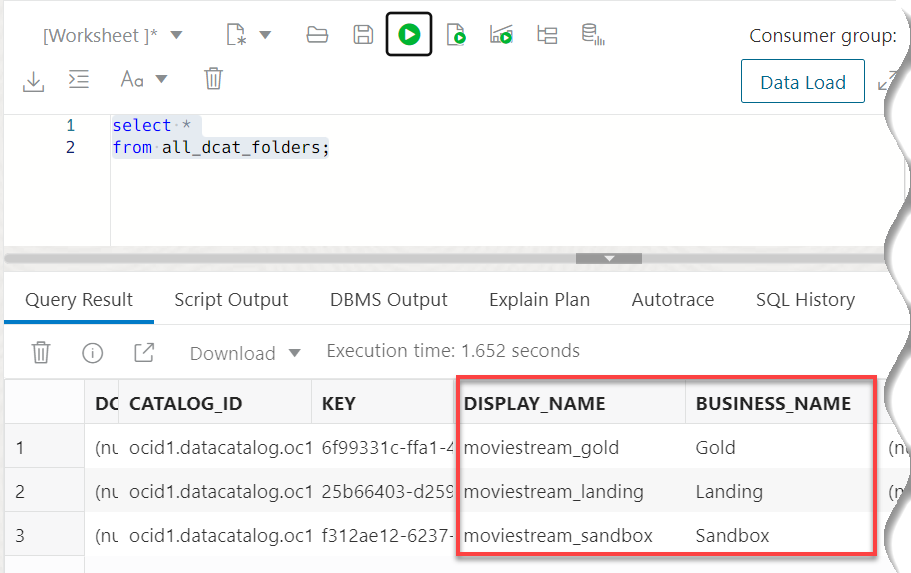 [Worksheet ]* Consumer group:
Aa Data Load
1 select *
2 from all_dcat_folders;
Query Result Script Output DBMS Output Explain Plan Autotrace SQL History
Download Execution time: 1.652 seconds
DC CATALOG_ID KEY DISPLAY_NAME BUSINESS_NAME
1 (nu ocid1.datacatalog.oc1 6f99331c-ffa1-4 moviestream_gold Gold (nu
2 (nu ocid1.datacatalog.oc1 25b66403-d259 moviestream_landing Landing (n
3 (nu ocid1.datacatalog.oc1 f312ae12-6237- moviestream_sandbox Sandbox